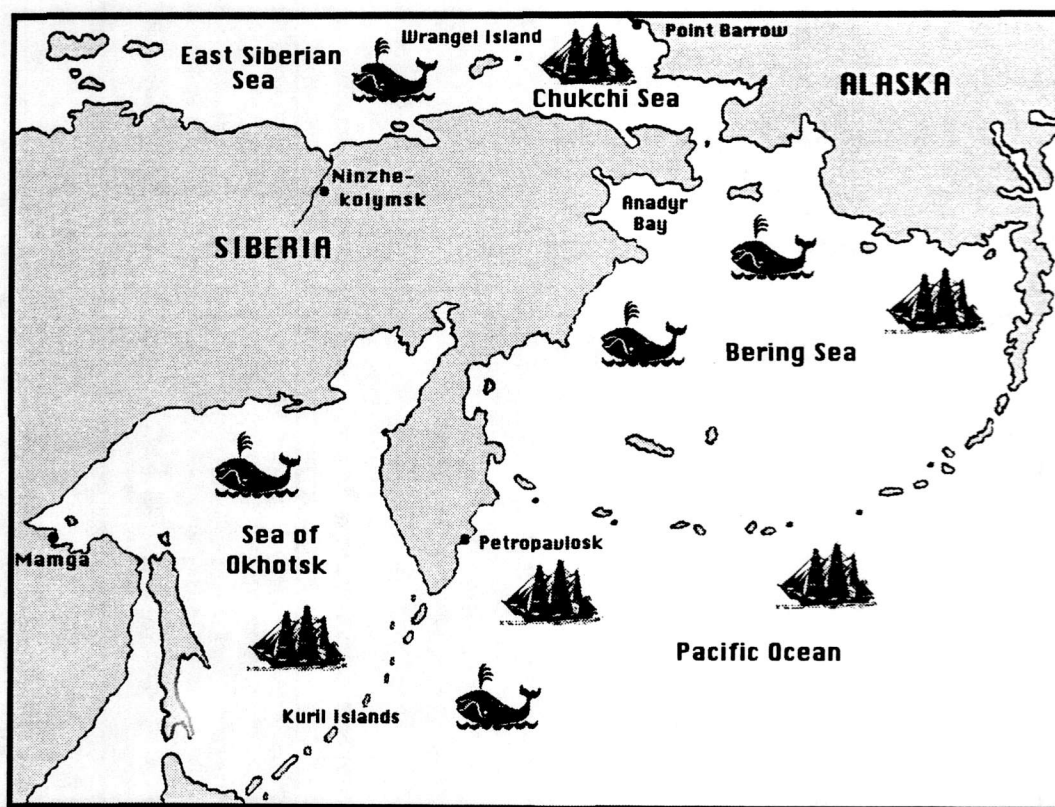 Point Barrow
Wrangel Island
East Siberian
Sea
ALASKA
Chukchi Sea
Ninzhe-
kolymsk
Anadyr
Bay
SIBERIA
Bering Sea
Sea of
Okhotsk
Petropavlosk
Mamga
Pacific Ocean
Kuril Islands